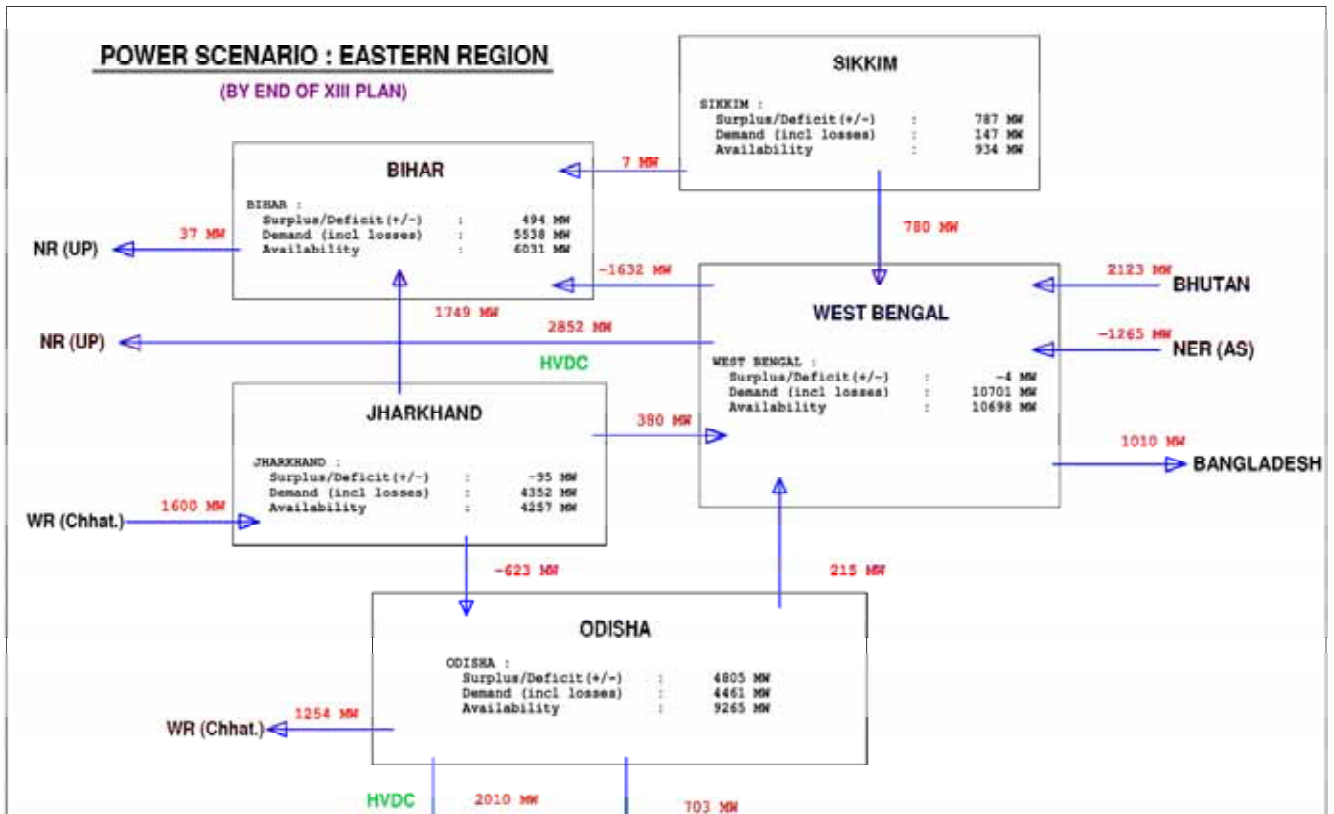 POWER SCENARIO : EASTERN REGION
(BY END OF XIII PLAN)
SIKKIM
SIKKIM :
Surplus/Deficit(+/-) : 787 MW
Demand (incl losses) : 147 MW
Availability : 934 MW
7 MW
780 MW
BIHAR
BIHAR :
Surplus/Deficit(+/-) : 494 MW
Demand (incl losses) : 5538 MW
Availability : 6031 MW
37 MW
NR (UP)
-1632 MW
1749 MW
2852 MW
NR (UP)
HVDC
WEST BENGAL
WEST BENGAL :
Surplus/Deficit(+/-) : -4 MW
Demand (incl losses) : 10701 MW
Availability : 10698 MW
2123 MW
BHUTAN
-1265 MW
NER (AS)
1010 MW
BANGLADESH
JHARKHAND
JHARKHAND :
Surplus/Deficit(+/-) : -95 MW
Demand (incl losses) : 4352 MW
Availability : 4257 MW
380 MW
1600 MW
WR (Chhat.)
-623 MW
215 MW
ODISHA
ODISHA :
Surplus/Deficit(+/-) : 4805 MW
Demand (incl losses) : 4461 MW
Availability : 9265 MW
1254 MW
WR (Chhat.)
HVDC
2010 MW
703 MW